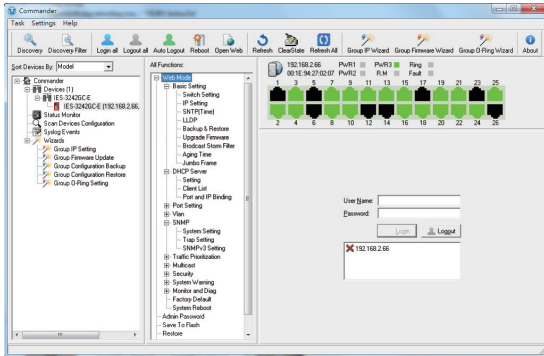 Commander
Task Settings Help
Discovery Discovery Filter Login all Logout all Auto Logout Reboot Open Web Refresh ClearState Refresh All Group IP Wizard Group Firmware Wizard Group O-Ring Wizard About
Sort Devices By: Model
Commander
Devices (1)
IES-3242GC-E
IES-3242GC-E [192.168.2.66,
Status Monitor
Scan Devices Configuration
Syslog Events
Wizards
Group IP Setting
Group Firmware Update
Group Configuration Backup
Group Configuration Restore
Group O-Ring Setting
All Functions:
Web Mode
Basic Setting
Switch Setting
IP Setting
SNTP(Time)
LLDP
Backup & Restore
Upgrade Firmware
Brodcast Storm Filter
Aging Time
Jumbo Frame
DHCP Server
Setting
Client List
Port and IP Binding
Port Setting
Vlan
SNMP
System Setting
Trap Setting
SNMPv3 Setting
Traffic Prioritization
Multicast
Security
System Warning
Monitor and Diag
Factory Default
System Reboot
Admin Password
Save To Flash
Restore
192.168.2.66 PWR1 PWR3 Ring
00:1E:94:27:02:07 PWR2 R.M Fault
1 3 5 7 9 11 13 15 17 19 21 23 25
2 4 6 8 10 12 14 16 18 20 22 24 26
User Name:
Password:
Login Logout
192.168.2.66